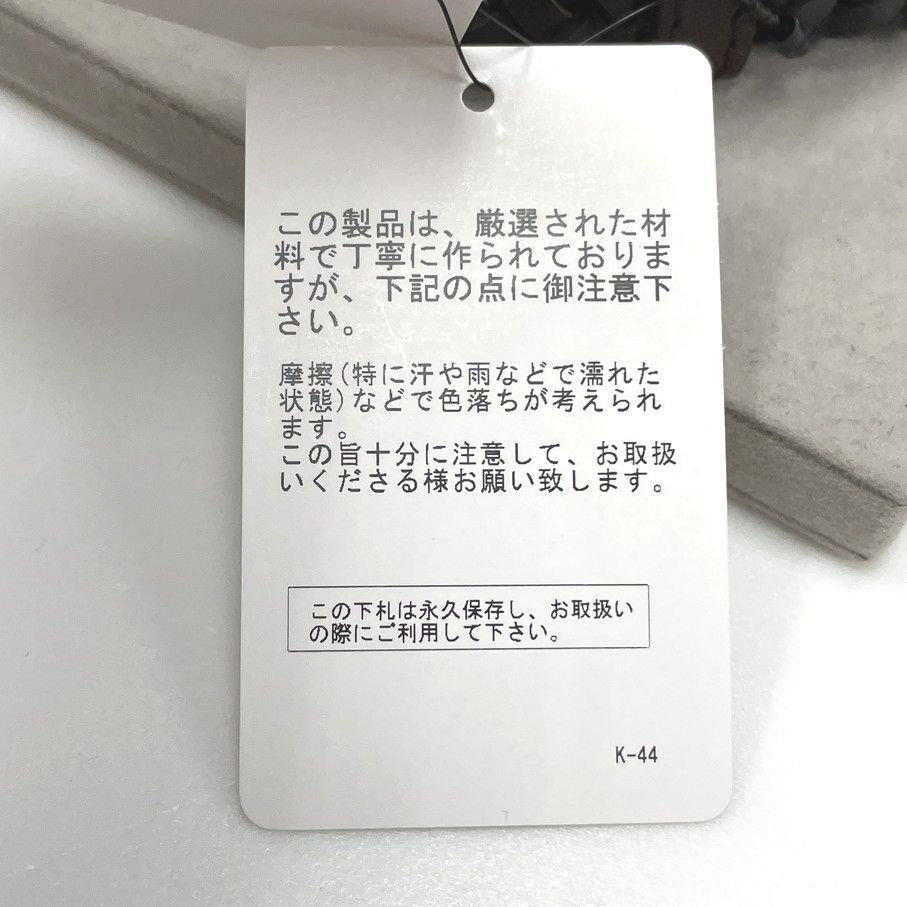 この製品は、厳選された材
料で丁寧に作られておりま
すが、下記の点に御注意下
さい。
摩擦(特に汗や雨などで濡れた
状態)などで色落ちが考えられ
ます。
この旨十分に注意して、お取扱
いくださる様お願い致します。
この下札は永久保存し、お取扱い
の際にご利用して下さい。
K-44